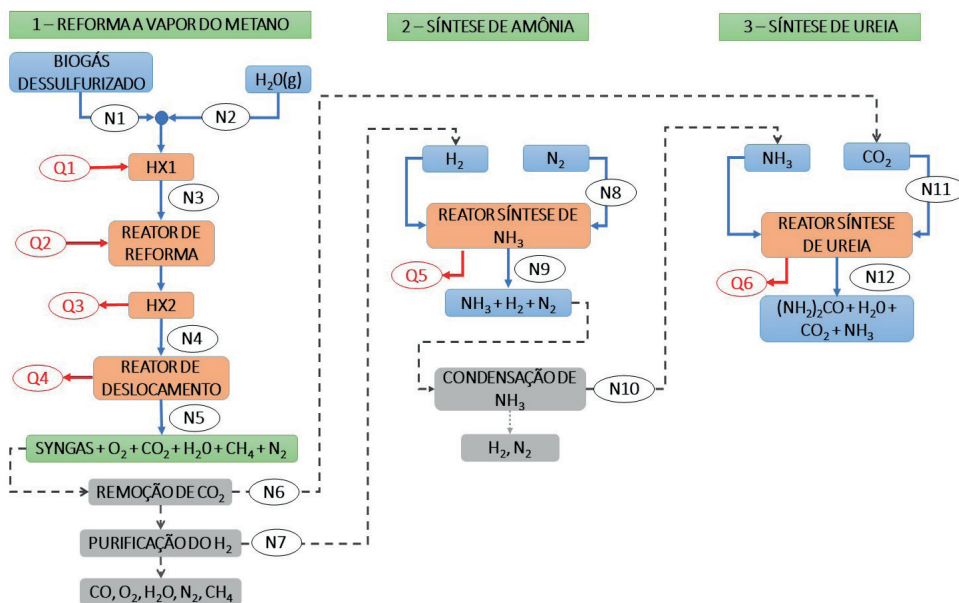 1 – REFORMA A VAPOR DO METANO
BIOGÁS
DESSULFURIZADO
H₂0(g)
N1
N2
Q1
HX1
N3
Q2
REATOR DE
REFORMA
Q3
HX2
N4
Q4
REATOR DE
DESLOCAMENTO
N5
SYNGAS + O₂ + CO₂ + H₂0 + CH₄ + N₂
REMOÇÃO DE CO₂
N6
PURIFICAÇÃO DO H₂
N7
CO, O₂, H₂O, N₂, CH₄
2 – SÍNTESE DE AMÔNIA
H₂
N₂
N8
REATOR SÍNTESE DE
NH₃
Q5
N9
NH₃ + H₂ + N₂
CONDENSAÇÃO DE
NH₃
N10
H₂, N₂
3 – SÍNTESE DE UREIA
NH₃
CO₂
N11
REATOR SÍNTESE
DE UREIA
Q6
N12
(NH₂)₂CO + H₂0 +
CO₂ + NH₃